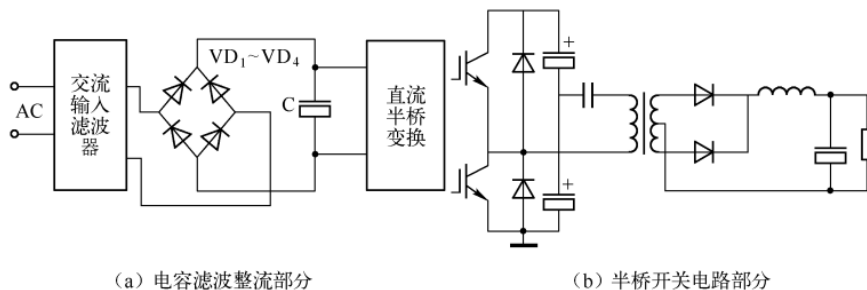 AC
交流
输入
滤波
器
VD₁~VD₄
C
直流
半桥
变换
+
+
（a）电容滤波整流部分
（b）半桥开关电路部分